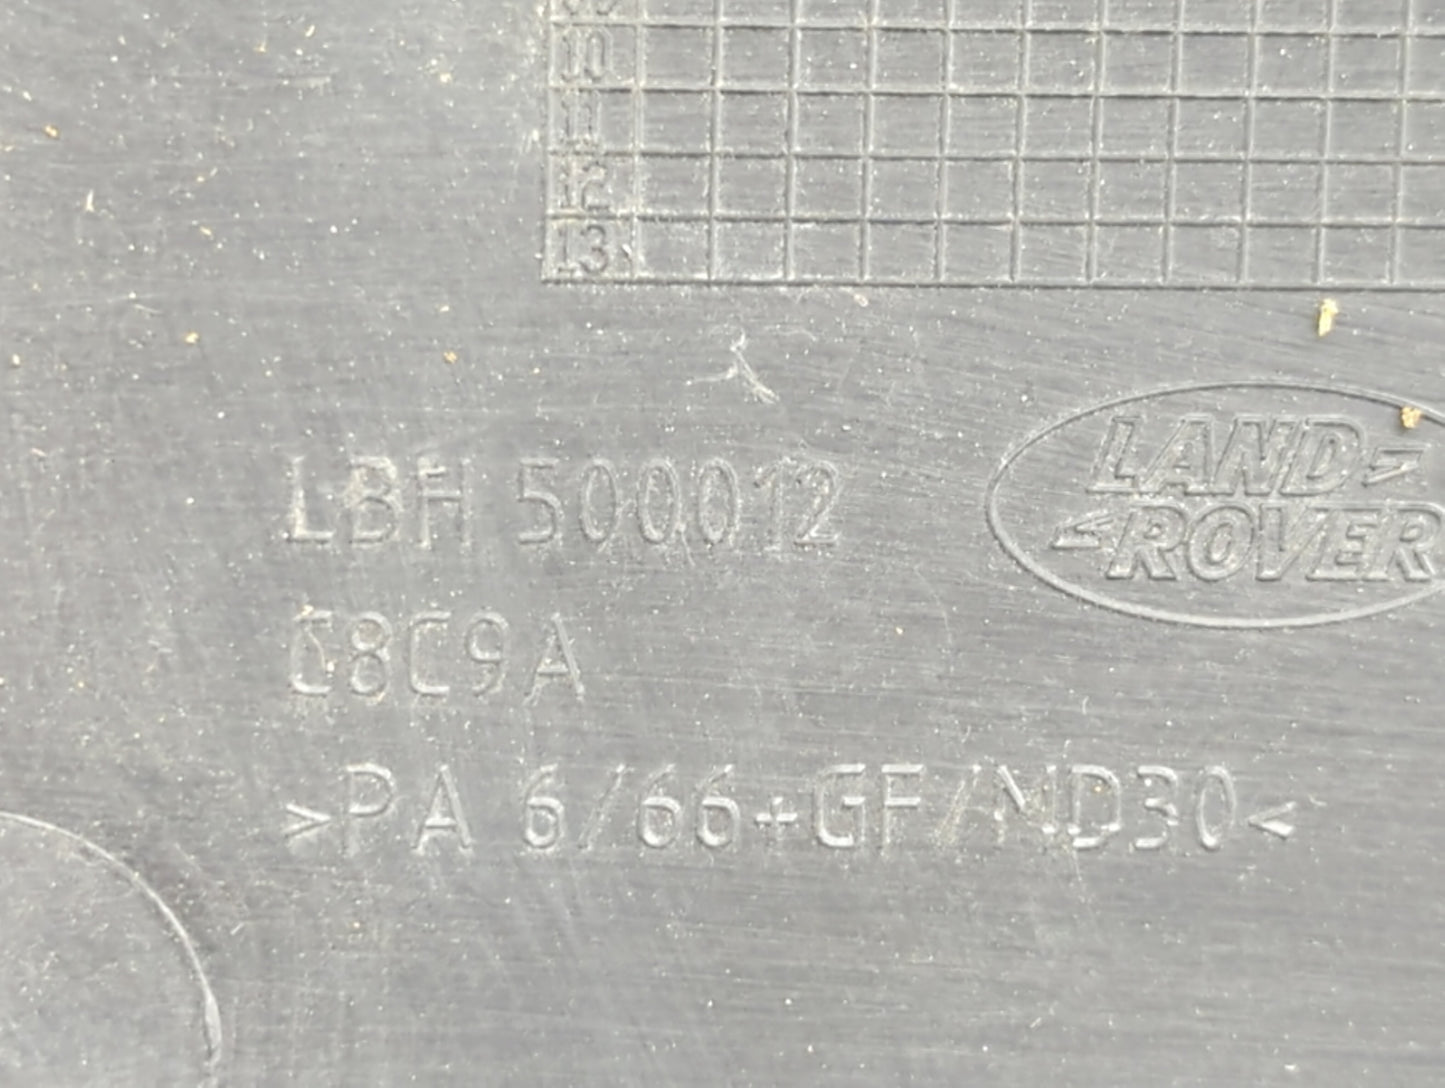 10
11
12
13
LBH 500012
C8C9A
LAND
ROVER
>PA 6/66+GF/MD30<